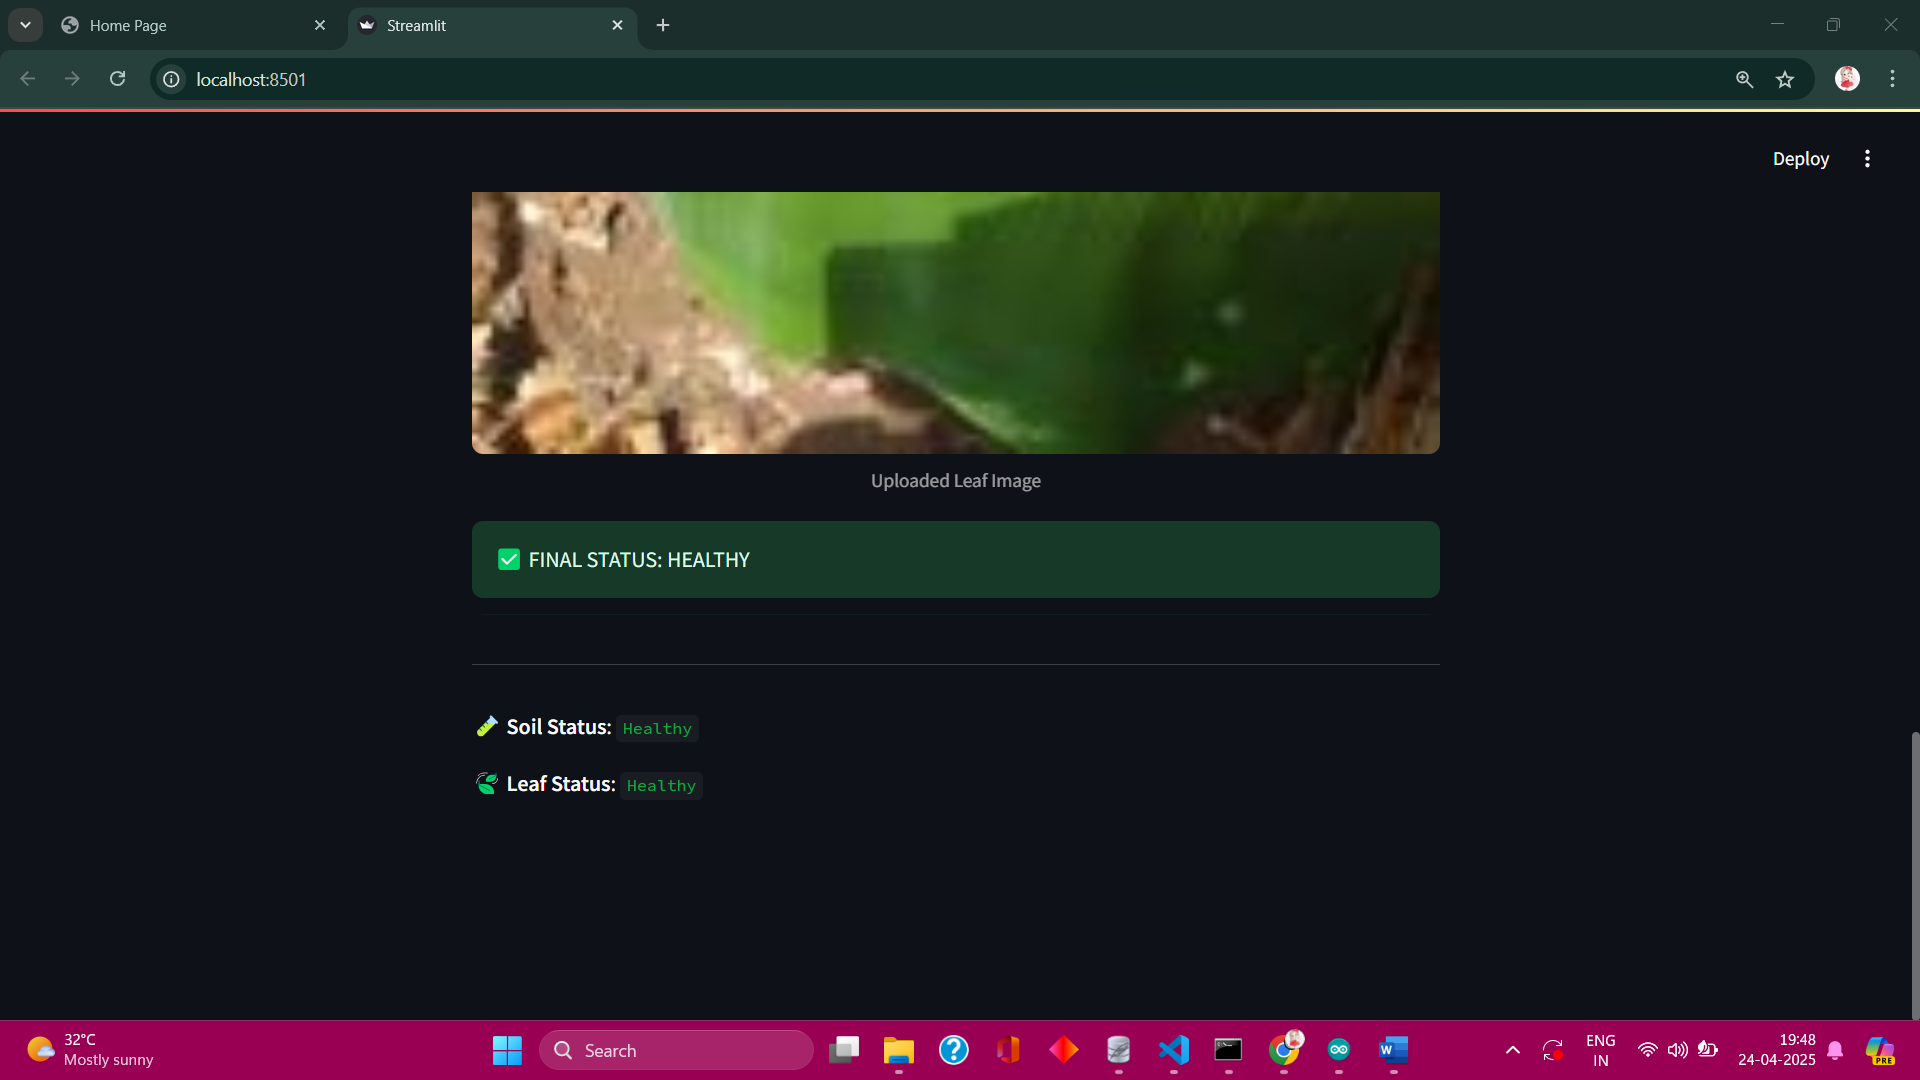 Home Page
Streamlit
localhost:8501
Deploy
Uploaded Leaf Image
✅ FINAL STATUS: HEALTHY
Soil Status: Healthy
Leaf Status: Healthy
32°C
Mostly sunny
Search
ENG
IN
19:48
24-04-2025
PRE